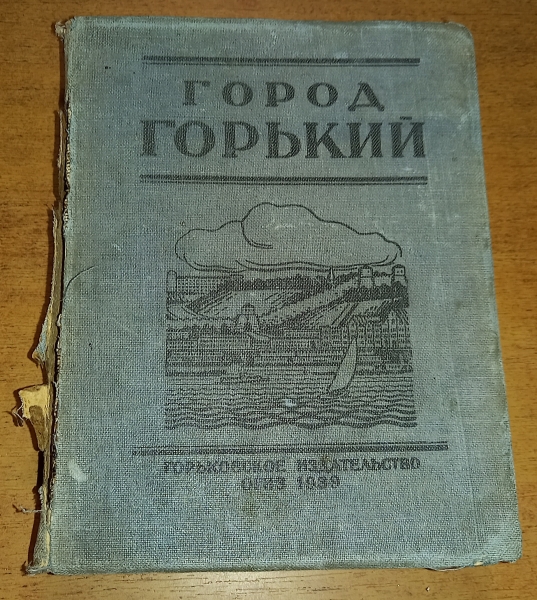 ГОРОД
ГОРЬКИЙ
ГОРЬКОВСКОЕ ИЗДАТЕЛЬСТВО
ОГИЗ 1939